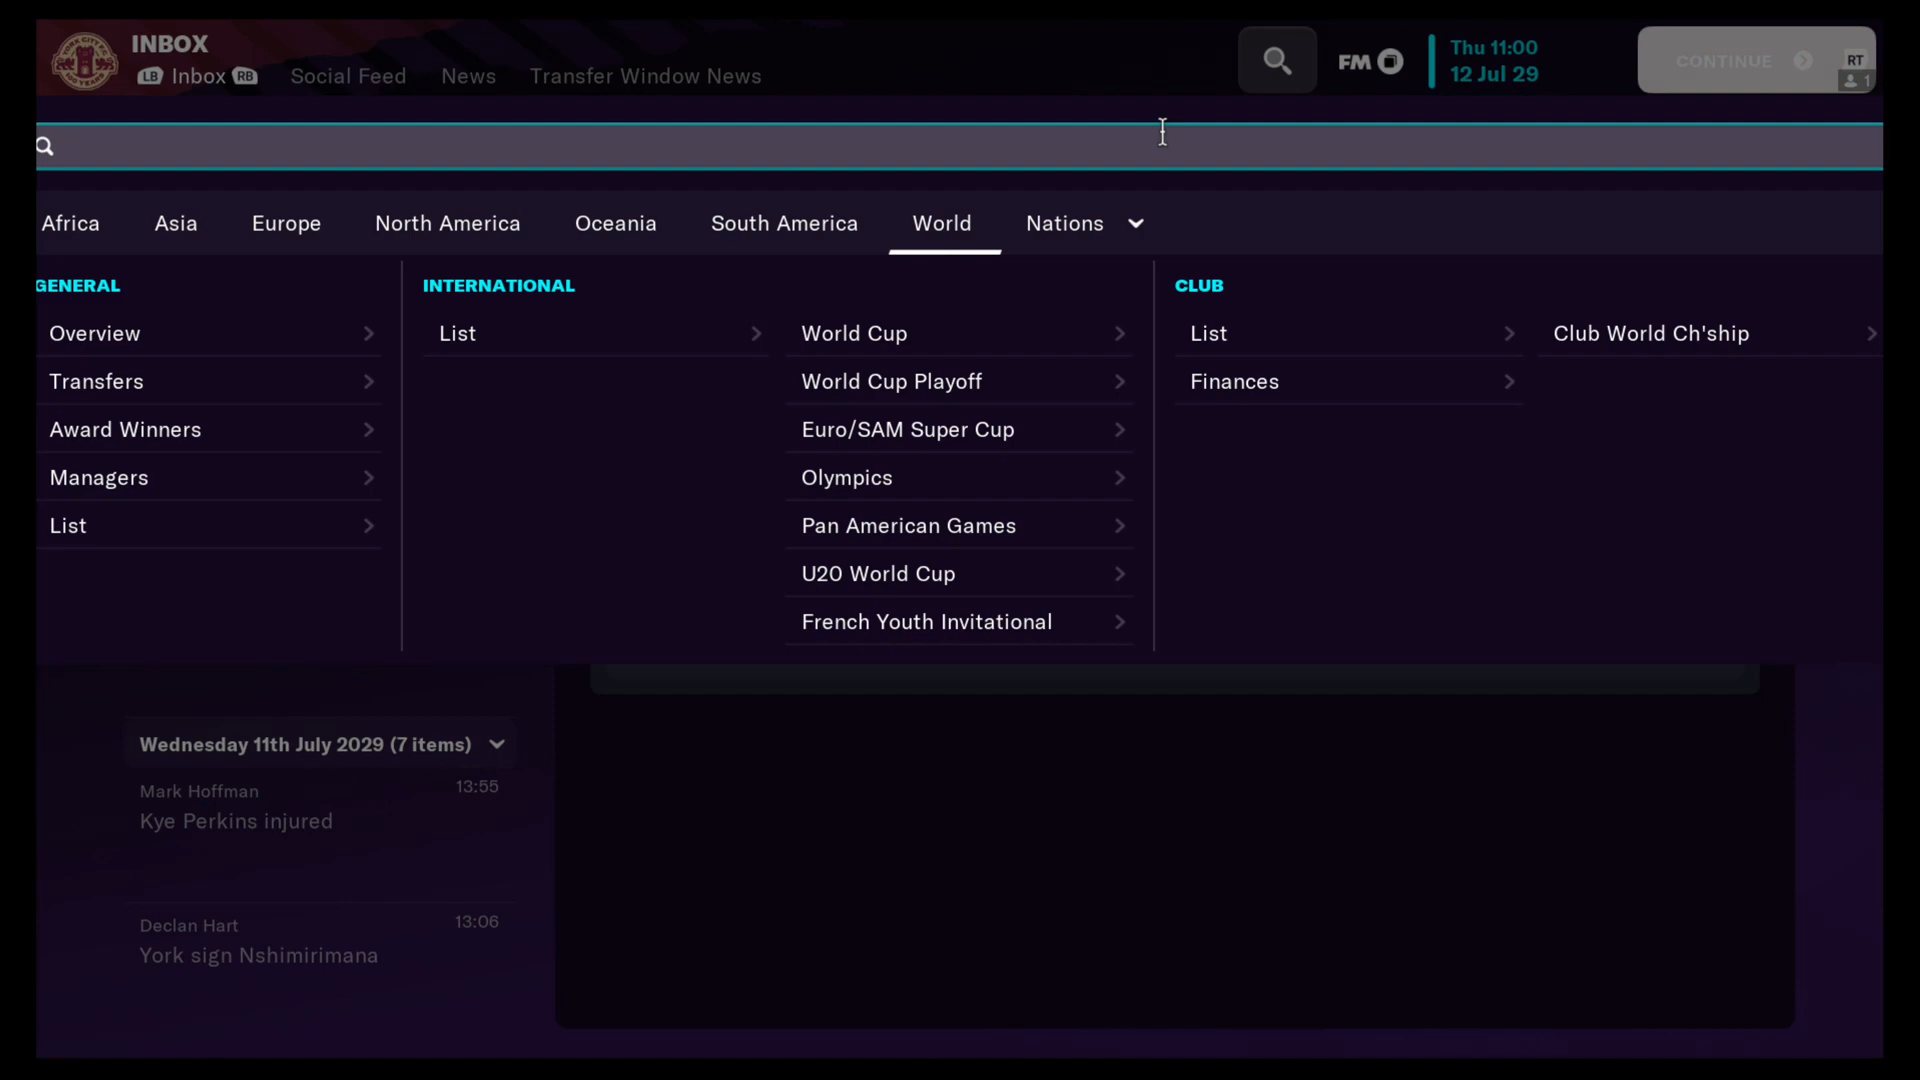 INBOX
LB Inbox RB Social Feed News Transfer Window News
FM
Thu 11:00
12 Jul 29
CONTINUE
RT
1
Africa Asia Europe North America Oceania South America World Nations
GENERAL
Overview
Transfers
Award Winners
Managers
List
INTERNATIONAL
List
World Cup
World Cup Playoff
Euro/SAM Super Cup
Olympics
Pan American Games
U20 World Cup
French Youth Invitational
CLUB
List
Finances
Club World Ch'ship
Wednesday 11th July 2029 (7 items)
Mark Hoffman 13:55
Kye Perkins injured
Declan Hart 13:06
York sign Nshimirimana